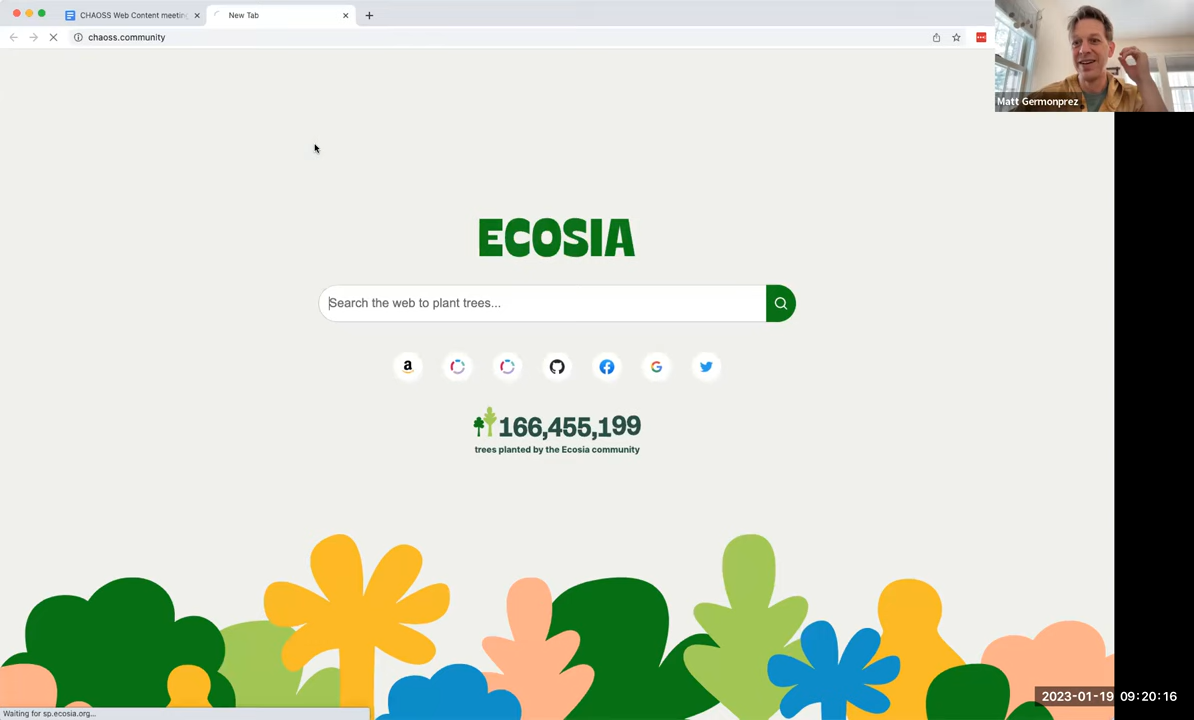 CHAOSS Web Content meeting
New Tab
chaoss.community
Matt Germonprez
ECOSIA
Search the web to plant trees...
a
G
166,455,199
trees planted by the Ecosia community
2023-01-19 09:20:16
Waiting for sp.ecosia.org...